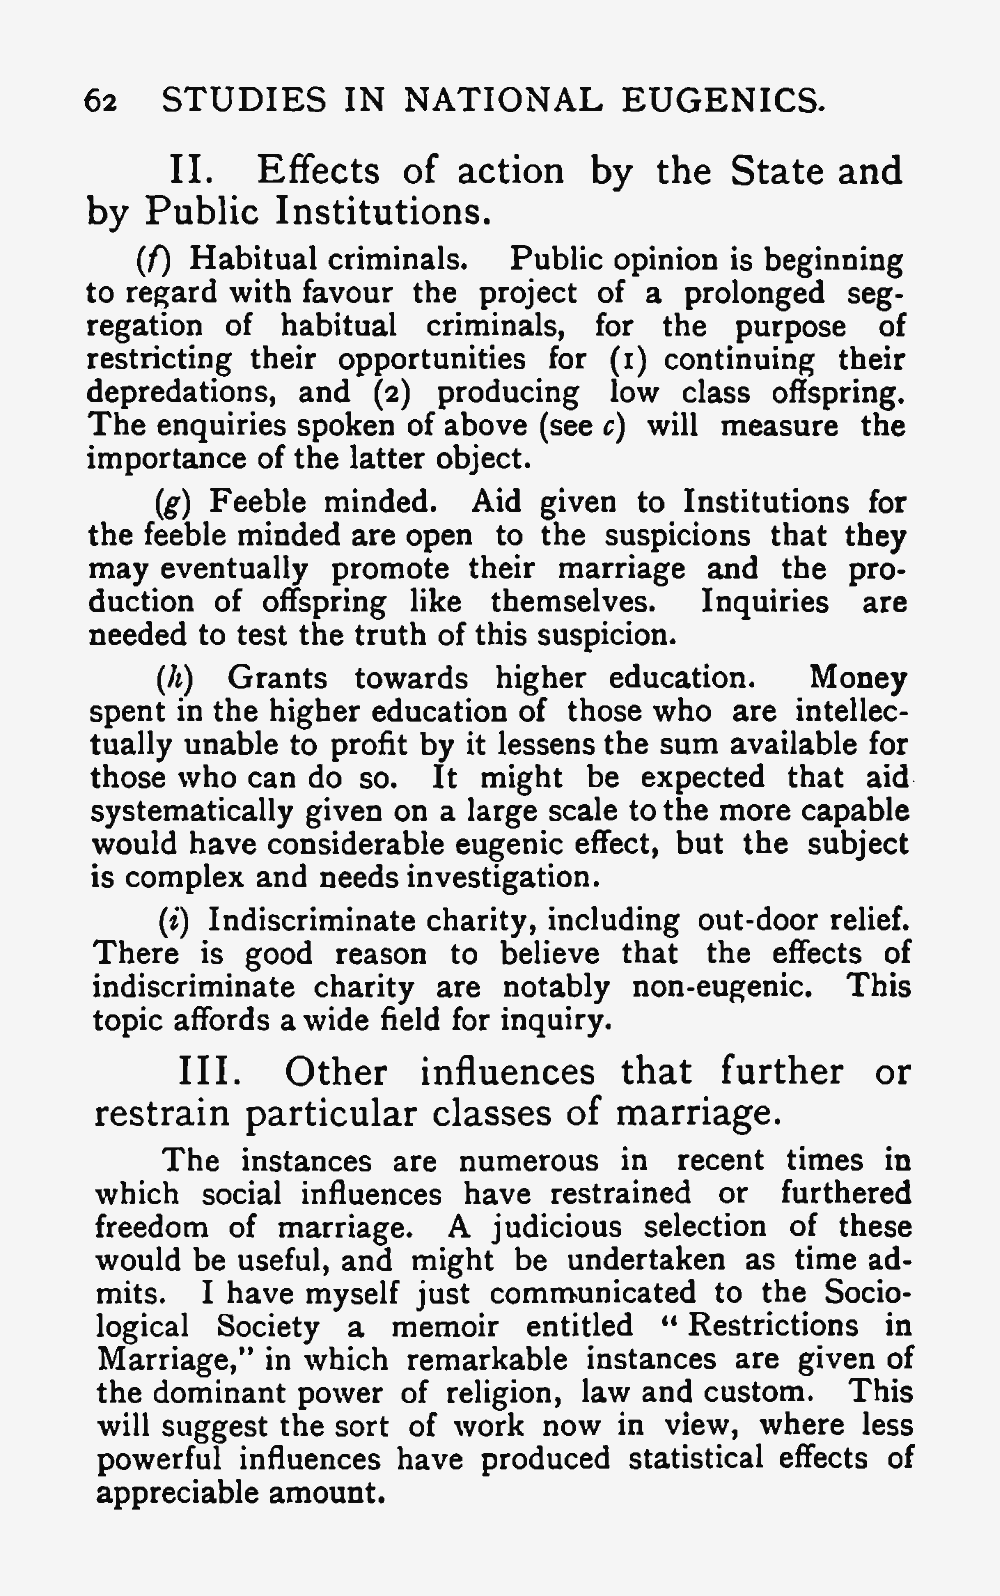 62 STUDIES IN NATIONAL EUGENICS.
II. Effects of action by the State and
by Public Institutions.
(f) Habitual criminals. Public opinion is beginning
to regard with favour the project of a prolonged seg-
regation of habitual criminals, for the purpose of
restricting their opportunities for (1) continuing their
depredations, and (2) producing low class offspring.
The enquiries spoken of above (see c) will measure the
importance of the latter object.
(g) Feeble minded. Aid given to Institutions for
the feeble minded are open to the suspicions that they
may eventually promote their marriage and the pro-
duction of offspring like themselves. Inquiries are
needed to test the truth of this suspicion.
(h) Grants towards higher education. Money
spent in the higher education of those who are intellec-
tually unable to profit by it lessens the sum available for
those who can do so. It might be expected that aid
systematically given on a large scale to the more capable
would have considerable eugenic effect, but the subject
is complex and needs investigation.
(i) Indiscriminate charity, including out-door relief.
There is good reason to believe that the effects of
indiscriminate charity are notably non-eugenic. This
topic affords a wide field for inquiry.
III. Other influences that further or
restrain particular classes of marriage.
The instances are numerous in recent times in
which social influences have restrained or furthered
freedom of marriage. A judicious selection of these
would be useful, and might be undertaken as time ad-
mits. I have myself just communicated to the Socio-
logical Society a memoir entitled “Restrictions in
Marriage,” in which remarkable instances are given of
the dominant power of religion, law and custom. This
will suggest the sort of work now in view, where less
powerful influences have produced statistical effects of
appreciable amount.